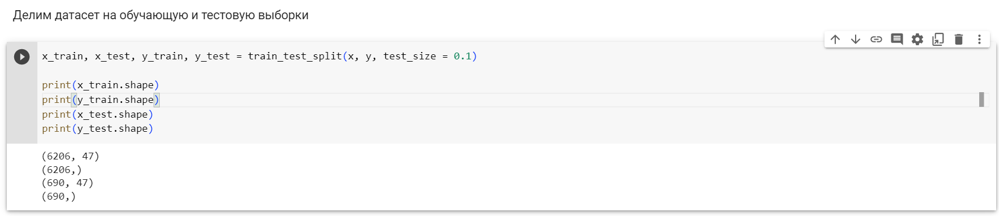 Делим датасет на обучающую и тестовую выборки
x_train, x_test, y_train, y_test = train_test_split(x, y, test_size = 0.1)
print(x_train.shape)
print(y_train.shape)
print(x_test.shape)
print(y_test.shape)
(6206, 47)
(6206,)
(690, 47)
(690,)